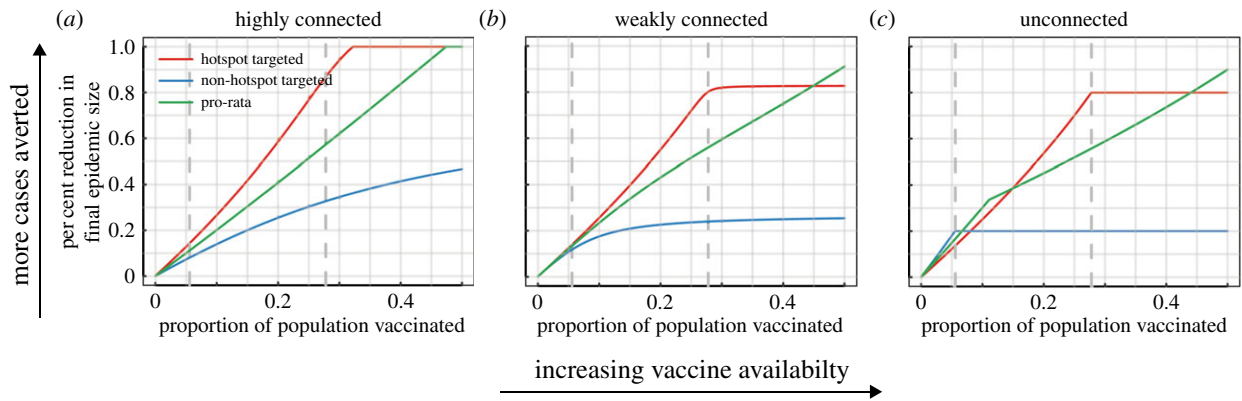 (a) highly connected
(b) weakly connected
(c) unconnected
more cases averted
per cent reduction in
final epidemic size
1.0
0.8
0.6
0.4
0.2
0
hotspot targeted
non-hotspot targeted
pro-rata
0 0.2 0.4
0 0.2 0.4
0 0.2 0.4
proportion of population vaccinated
proportion of population vaccinated
proportion of population vaccinated
increasing vaccine availabilty